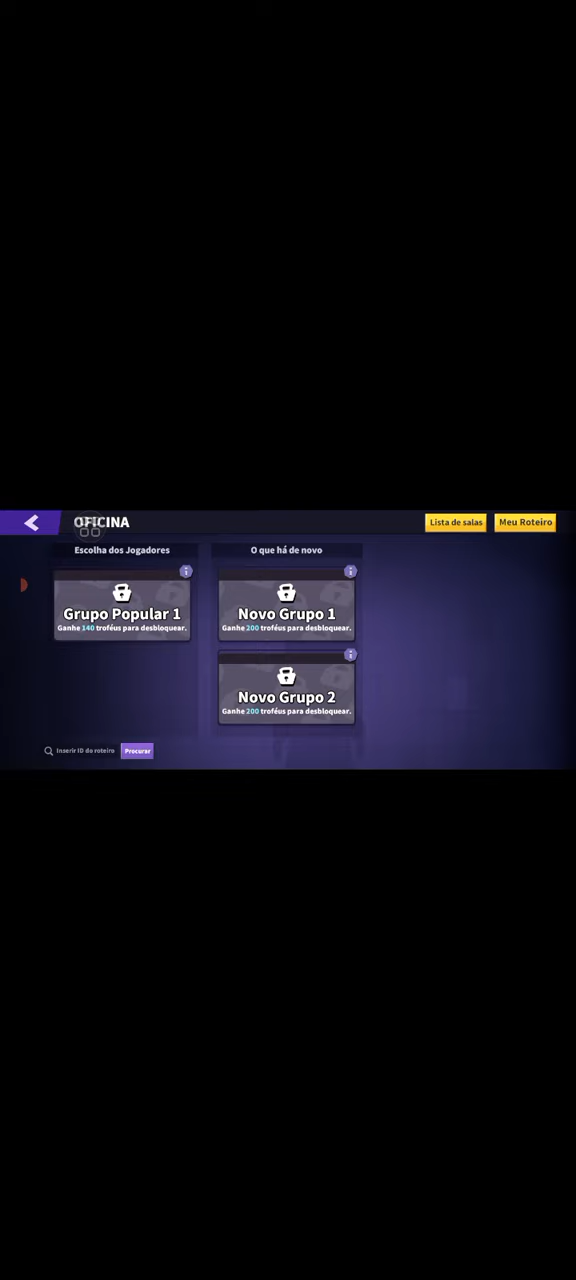 OFICINA
Lista de salas
Meu Roteiro
Escolha dos Jogadores
O que há de novo
Grupo Popular 1
Ganhe 140 troféus para desbloquear.
Novo Grupo 1
Ganhe 200 troféus para desbloquear.
Novo Grupo 2
Ganhe 200 troféus para desbloquear.
Inserir ID do roteiro
Procurar